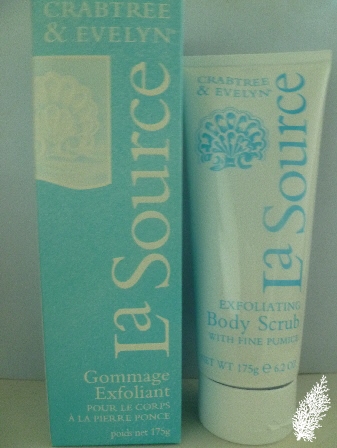 CRABTREE
& EVELYN®
La Source
Gommage
Exfoliant
POUR LE CORPS
À LA PIERRE PONCE
poids net 175g
CRABTREE
& EVELYN®
La Source
EXFOLIATING
Body Scrub
WITH FINE PUMICE
NET WT 175g e 6.2 OZ